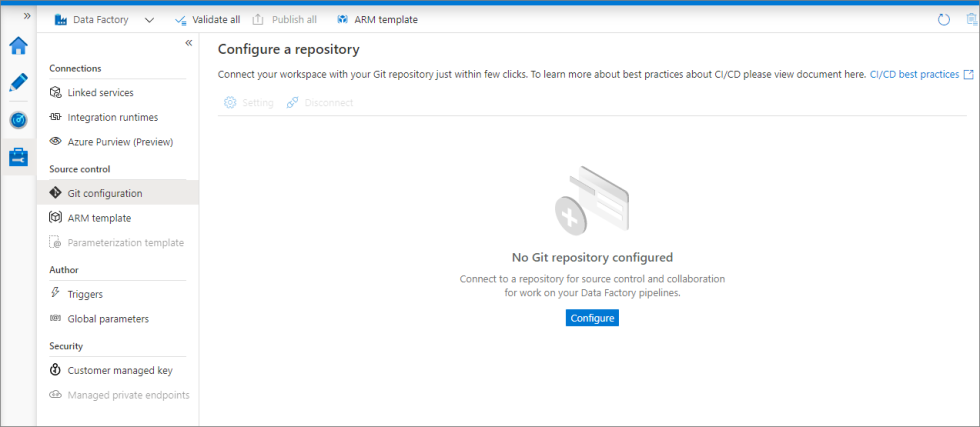 Data Factory
Validate all
Publish all
ARM template
Connections
Linked services
Integration runtimes
Azure Purview (Preview)
Source control
Git configuration
ARM template
Parameterization template
Author
Triggers
Global parameters
Security
Customer managed key
Managed private endpoints
Configure a repository
Connect your workspace with your Git repository just within few clicks. To learn more about best practices about CI/CD please view document here. CI/CD best practices
Setting
Disconnect
No Git repository configured
Connect to a repository for source control and collaboration
for work on your Data Factory pipelines.
Configure